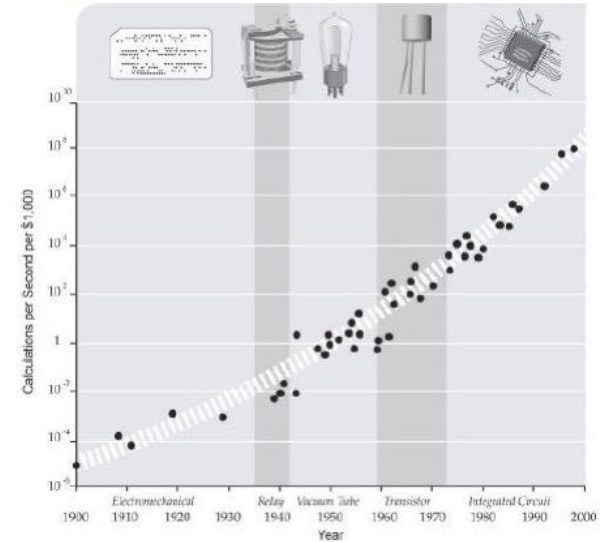 10^10
10^8
10^6
10^4
10^2
1
10^-2
10^-4
10^-6
Calculations per Second per $1,000
Electromechanical Relay Vacuum Tube Transistor Integrated Circuit
1900 1910 1920 1930 1940 1950 1960 1970 1980 1990 2000
Year